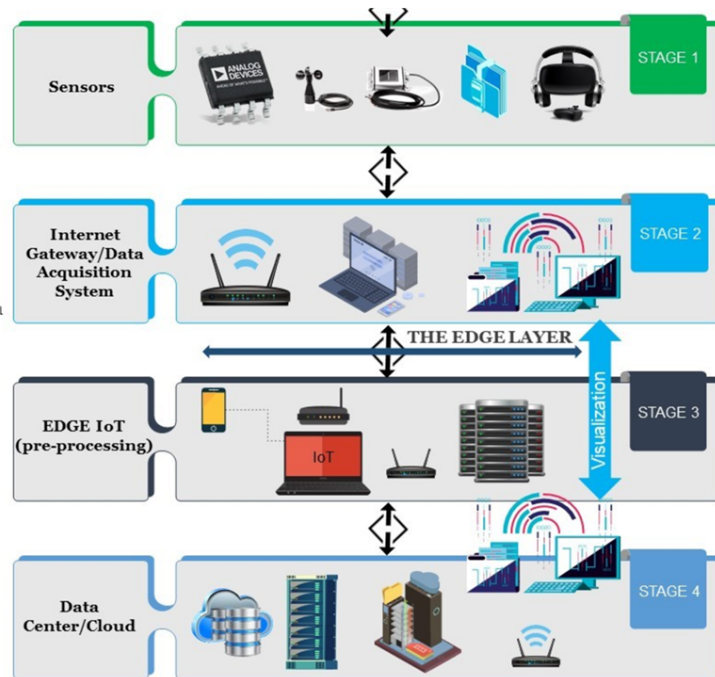 Sensors
ANALOG
DEVICES
STAGE 1
Internet
Gateway/Data
Acquisition
System
STAGE 2
THE EDGE LAYER
Visualization
EDGE IoT
(pre-processing)
IoT
STAGE 3
Data
Center/Cloud
STAGE 4